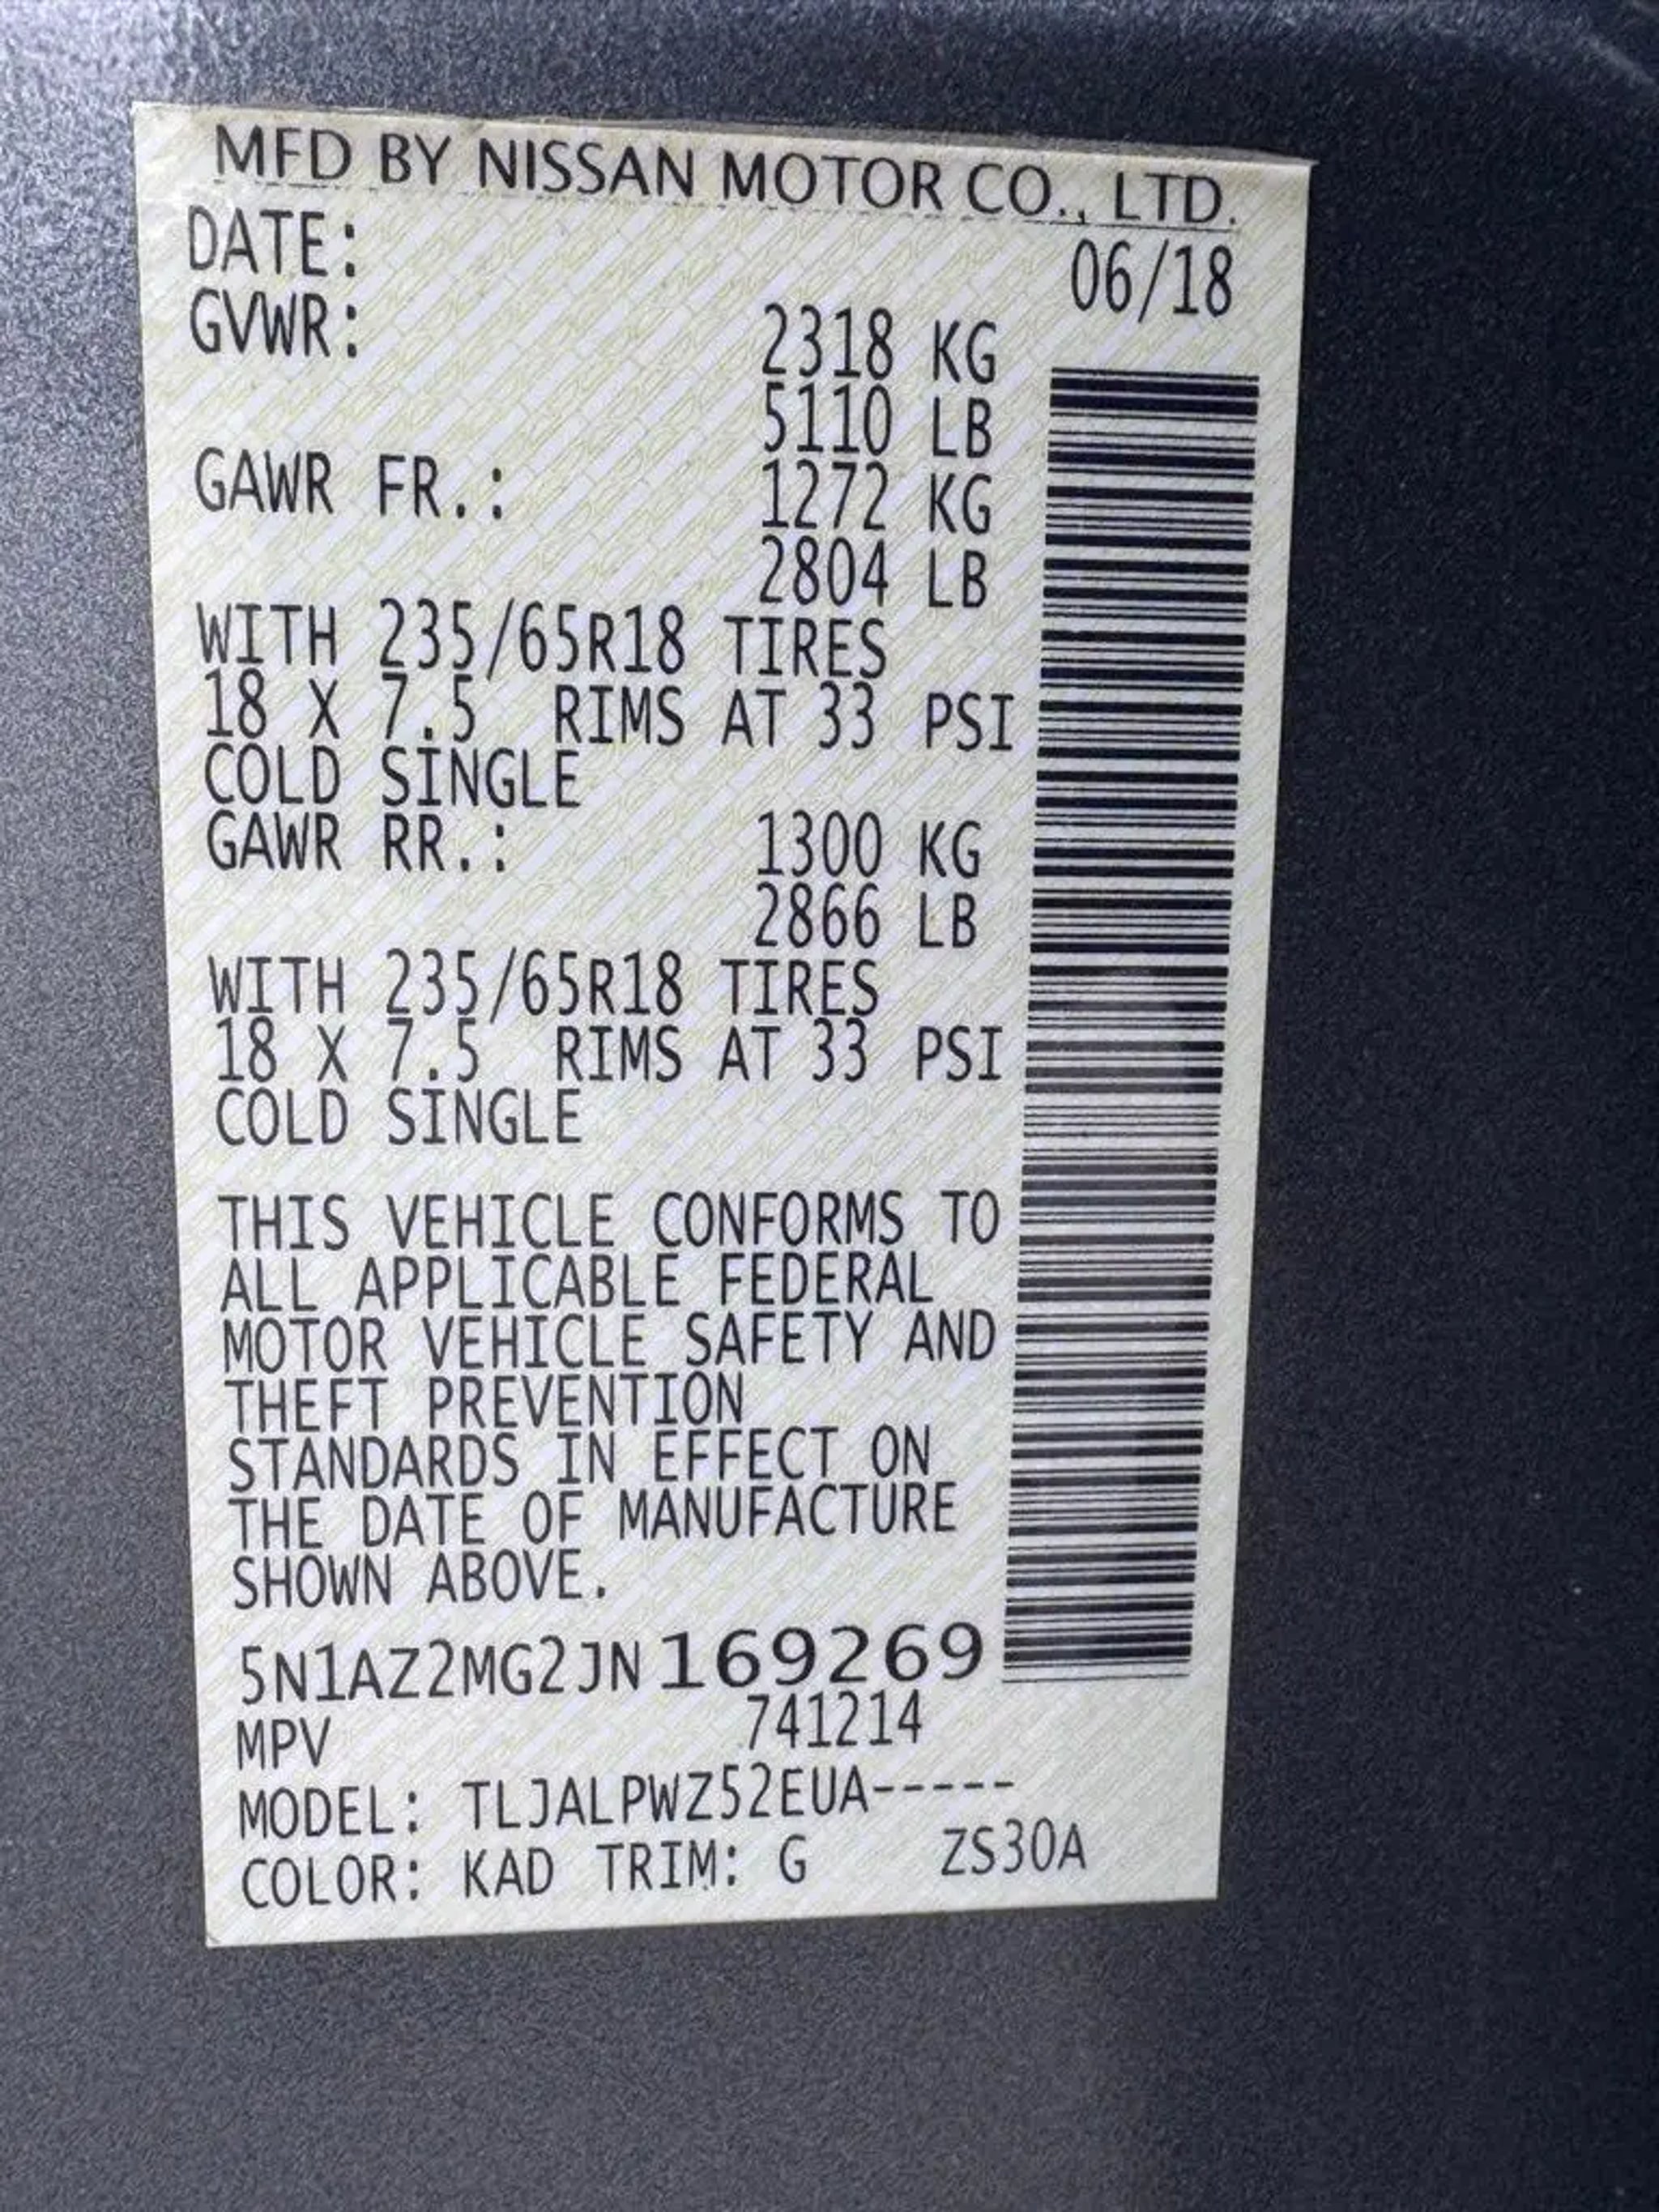 MFD BY NISSAN MOTOR CO., LTD.
DATE: 06/18
GVWR: 2318 KG
5110 LB
GAWR FR.: 1272 KG
2804 LB
WITH 235/65R18 TIRES
18 X 7.5 RIMS AT 33 PSI
COLD SINGLE
GAWR RR.: 1300 KG
2866 LB
WITH 235/65R18 TIRES
18 X 7.5 RIMS AT 33 PSI
COLD SINGLE
THIS VEHICLE CONFORMS TO
ALL APPLICABLE FEDERAL
MOTOR VEHICLE SAFETY AND
THEFT PREVENTION
STANDARDS IN EFFECT ON
THE DATE OF MANUFACTURE
SHOWN ABOVE.
5N1AZ2MG2JN169269
MPV 741214
MODEL: TLJALPWZ52EUA-----
COLOR: KAD TRIM: G ZS30A